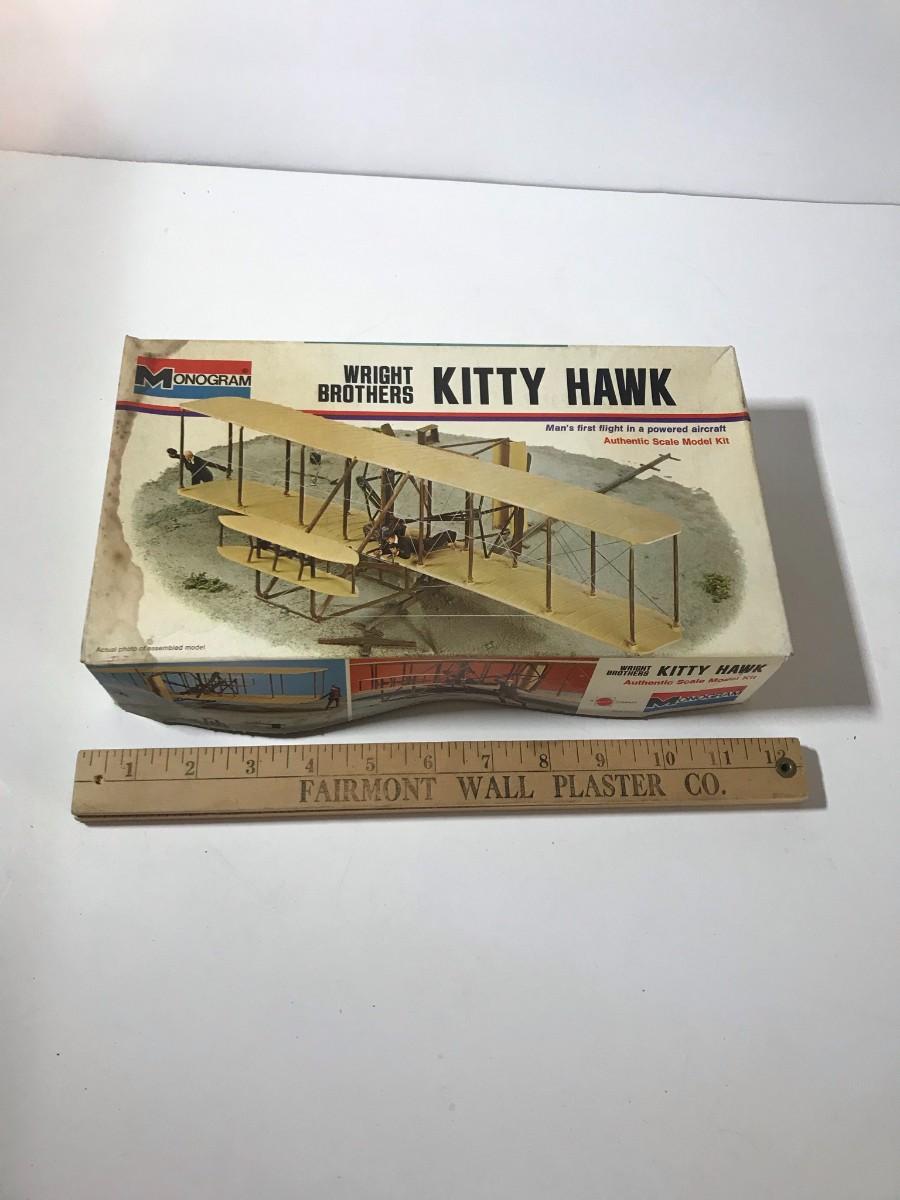 MONOGRAM®
WRIGHT BROTHERS KITTY HAWK
Man's first flight in a powered aircraft
Authentic Scale Model Kit
Actual photo of assembled model
WRIGHT BROTHERS KITTY HAWK
Authentic Scale Model Kit
MONOGRAM
1 2 3 4 5 6 7 8 9 10 11 12
FAIRMONT WALL PLASTER CO.